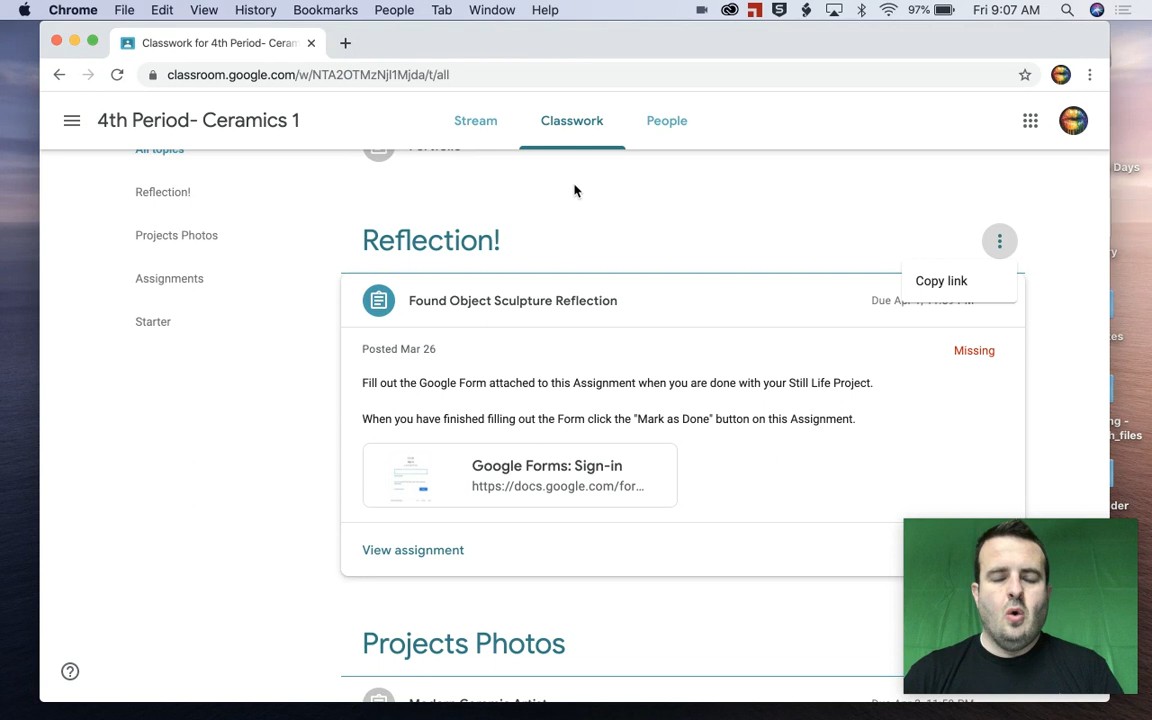 Chrome File Edit View History Bookmarks People Tab Window Help 97% Fri 9:07 AM
Classwork for 4th Period- Ceram
classroom.google.com/w/NTA2OTMzNjI1Mjda/t/all
4th Period- Ceramics 1 Stream Classwork People
Days
All topics
Reflection!
Reflection!
Projects Photos
Copy link
Assignments
Found Object Sculpture Reflection
Starter
Posted Mar 26 Missing
Fill out the Google Form attached to this Assignment when you are done with your Still Life Project.
When you have finished filling out the Form click the "Mark as Done" button on this Assignment.
ng -
h_files
Google Forms: Sign-in
https://docs.google.com/for...
der
View assignment
Projects Photos
Modern Ceramic Artist